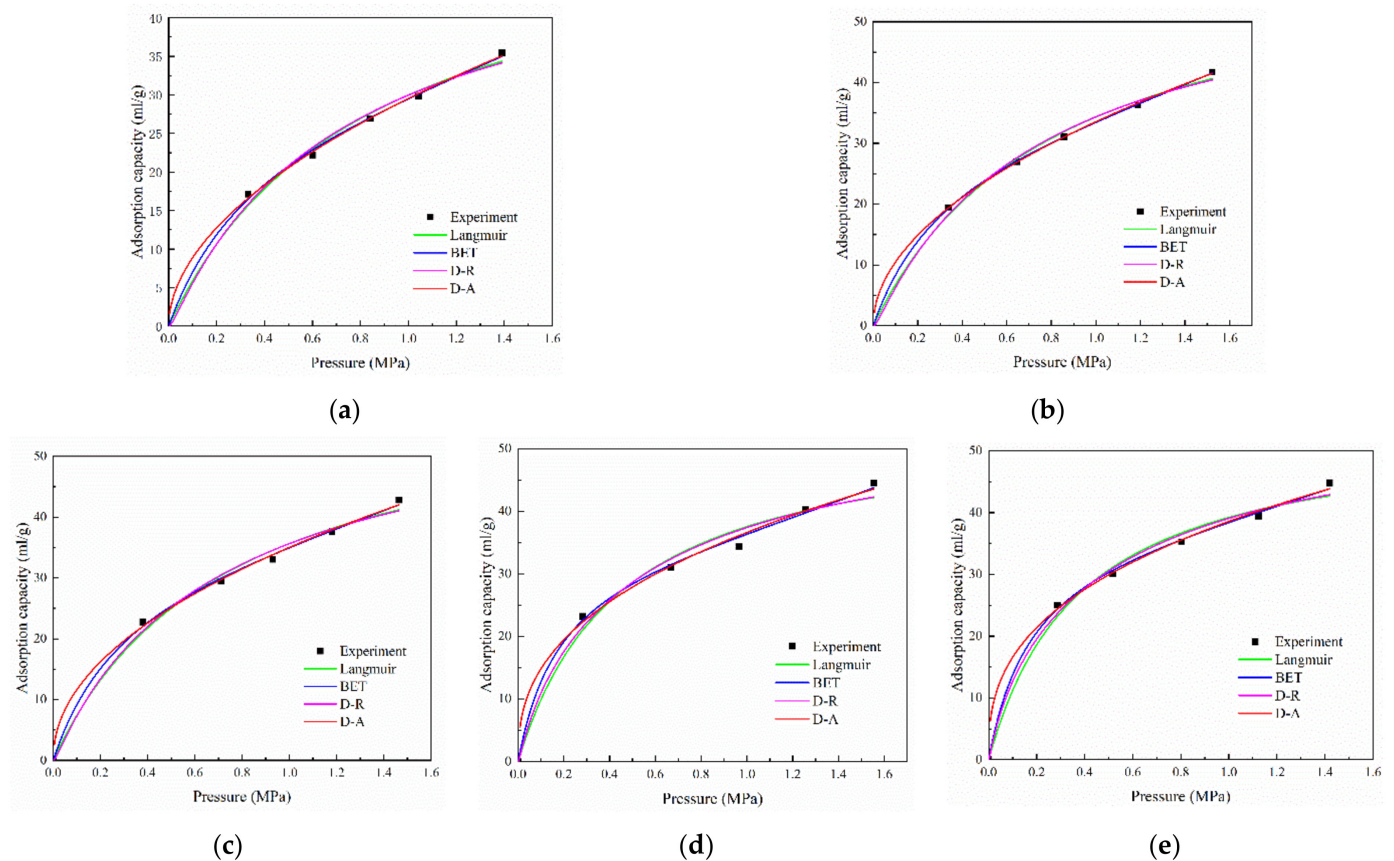 40
35
30
25
20
15
10
5
0
Adsorption capacity (ml/g)
Experiment
Langmuir
BET
D-R
D-A
0.0 0.2 0.4 0.6 0.8 1.0 1.2 1.4 1.6
Pressure (MPa)
(a)
50
40
30
20
10
0
Adsorption capacity (ml/g)
Experiment
Langmuir
BET
D-R
D-A
0.0 0.2 0.4 0.6 0.8 1.0 1.2 1.4 1.6
Pressure (MPa)
(b)
50
40
30
20
10
0
Adsorption capacity (ml/g)
Experiment
Langmuir
BET
D-R
D-A
0.0 0.2 0.4 0.6 0.8 1.0 1.2 1.4 1.6
Pressure (MPa)
(c)
50
40
30
20
10
0
Adsorption capacity (ml/g)
Experiment
Langmuir
BET
D-R
D-A
0.0 0.2 0.4 0.6 0.8 1.0 1.2 1.4 1.6
Pressure (MPa)
(d)
50
40
30
20
10
0
Adsorption capacity (ml/g)
Experiment
Langmuir
BET
D-R
D-A
0.0 0.2 0.4 0.6 0.8 1.0 1.2 1.4 1.6
Pressure (MPa)
(e)